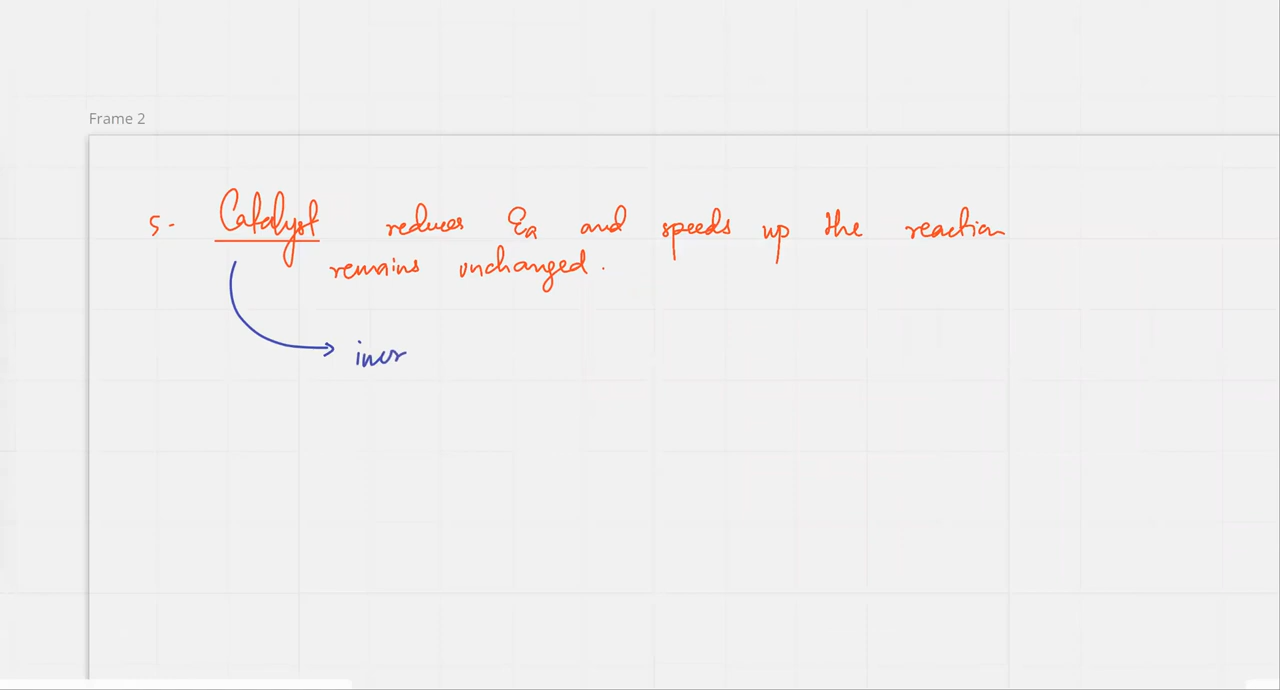 Frame 2
5- Catalyst reduces EA and speeds up the reaction
remains unchanged.
incr